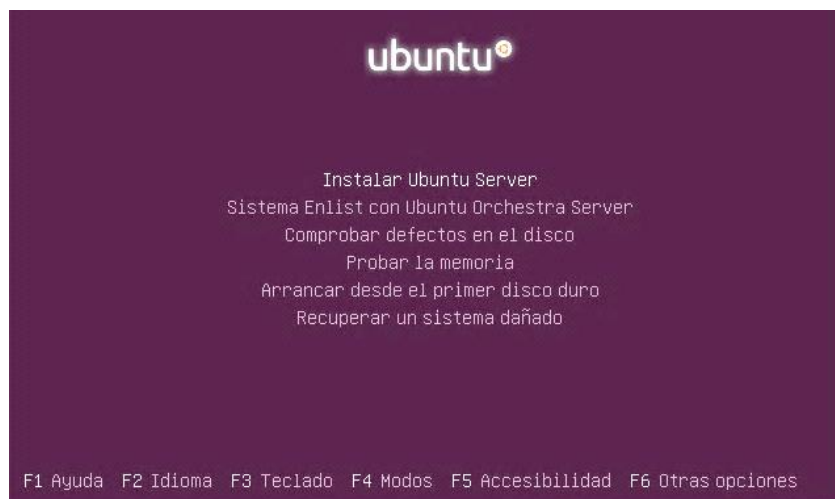 ubuntu
Instalar Ubuntu Server
Sistema Enlist con Ubuntu Orchestra Server
Comprobar defectos en el disco
Probar la memoria
Arrancar desde el primer disco duro
Recuperar un sistema dañado
F1 Ayuda F2 Idioma F3 Teclado F4 Modos F5 Accesibilidad F6 Otras opciones